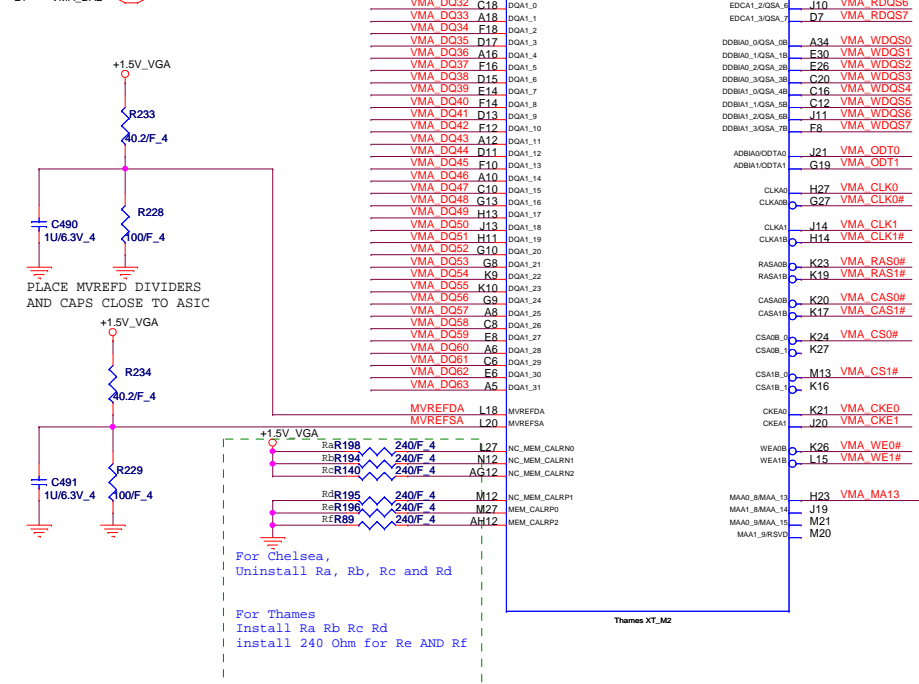 +1.5V_VGA
R233
40.2/F_4
R228
100/F_4
C490
1U/6.3V_4
PLACE MVREFD DIVIDERS
AND CAPS CLOSE TO ASIC
+1.5V_VGA
R234
40.2/F_4
R229
100/F_4
C491
1U/6.3V_4
VMA_DQ32 C18 DQA1_0
VMA_DQ33 A18 DQA1_1
VMA_DQ34 F18 DQA1_2
VMA_DQ35 D17 DQA1_3
VMA_DQ36 A16 DQA1_4
VMA_DQ37 F16 DQA1_5
VMA_DQ38 D15 DQA1_6
VMA_DQ39 E14 DQA1_7
VMA_DQ40 F14 DQA1_8
VMA_DQ41 D13 DQA1_9
VMA_DQ42 F12 DQA1_10
VMA_DQ43 A12 DQA1_11
VMA_DQ44 D11 DQA1_12
VMA_DQ45 F10 DQA1_13
VMA_DQ46 A10 DQA1_14
VMA_DQ47 C10 DQA1_15
VMA_DQ48 G13 DQA1_16
VMA_DQ49 H13 DQA1_17
VMA_DQ50 J13 DQA1_18
VMA_DQ51 H11 DQA1_19
VMA_DQ52 G10 DQA1_20
VMA_DQ53 G8 DQA1_21
VMA_DQ54 K9 DQA1_22
VMA_DQ55 K10 DQA1_23
VMA_DQ56 G9 DQA1_24
VMA_DQ57 A8 DQA1_25
VMA_DQ58 C8 DQA1_26
VMA_DQ59 E8 DQA1_27
VMA_DQ60 A6 DQA1_28
VMA_DQ61 C6 DQA1_29
VMA_DQ62 E6 DQA1_30
VMA_DQ63 A5 DQA1_31
MVREFDA L18 MVREFDA
MVREFSA L20 MVREFSA
+1.5V_VGA
Ra R198 240/F_4 L27 NC_MEM_CALRN0
Rb R194 240/F_4 N12 NC_MEM_CALRN1
Rc R140 240/F_4 AG12 NC_MEM_CALRN2
Rd R195 240/F_4 M12 NC_MEM_CALRP1
Re R196 240/F_4 M27 MEM_CALRP0
Rf R89 240/F_4 AH12 MEM_CALRP2
For Chelsea,
Uninstall Ra, Rb, Rc and Rd
For Thames
Install Ra Rb Rc Rd
install 240 Ohm for Re AND Rf
EDCA1_2/QSA_6 J10 VMA_RDQS6
EDCA1_3/QSA_7 D7 VMA_RDQS7
DDBIA0_0/QSA_0B A34 VMA_WDQS0
DDBIA0_1/QSA_1B E30 VMA_WDQS1
DDBIA0_2/QSA_2B E26 VMA_WDQS2
DDBIA0_3/QSA_3B C20 VMA_WDQS3
DDBIA1_0/QSA_4B C16 VMA_WDQS4
DDBIA1_1/QSA_5B C12 VMA_WDQS5
DDBIA1_2/QSA_6B J11 VMA_WDQS6
DDBIA1_3/QSA_7B F8 VMA_WDQS7
ADBIA0/ODTA0 J21 VMA_ODT0
ADBIA1/ODTA1 G19 VMA_ODT1
CLKA0 H27 VMA_CLK0
CLKA0B G27 VMA_CLK0#
CLKA1 J14 VMA_CLK1
CLKA1B H14 VMA_CLK1#
RASA0B K23 VMA_RAS0#
RASA1B K19 VMA_RAS1#
CASA0B K20 VMA_CAS0#
CASA1B K17 VMA_CAS1#
CSA0B_0 K24 VMA_CS0#
CSA0B_1 K27
CSA1B_0 M13 VMA_CS1#
CSA1B_1 K16
CKEA0 K21 VMA_CKE0
CKEA1 J20 VMA_CKE1
WEA0B K26 VMA_WE0#
WEA1B L15 VMA_WE1#
MAA0_8/MAA_13 H23 VMA_MA13
MAA1_8/MAA_14 J19
MAA0_9/MAA_15 M21
MAA1_9/RSVD M20
Thames XT_M2